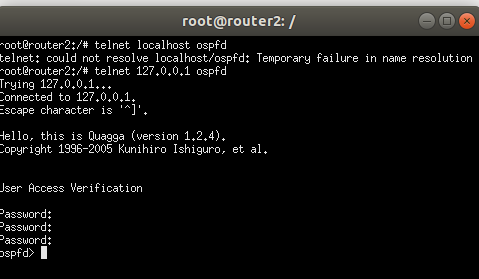 root@router2: /
root@router2:/# telnet localhost ospfd
telnet: could not resolve localhost/ospfd: Temporary failure in name resolution
root@router2:/# telnet 127.0.0.1 ospfd
Trying 127.0.0.1...
Connected to 127.0.0.1.
Escape character is '^]'.
Hello, this is Quagga (version 1.2.4).
Copyright 1996-2005 Kunihiro Ishiguro, et al.
User Access Verification
Password:
Password:
Password:
ospfd>